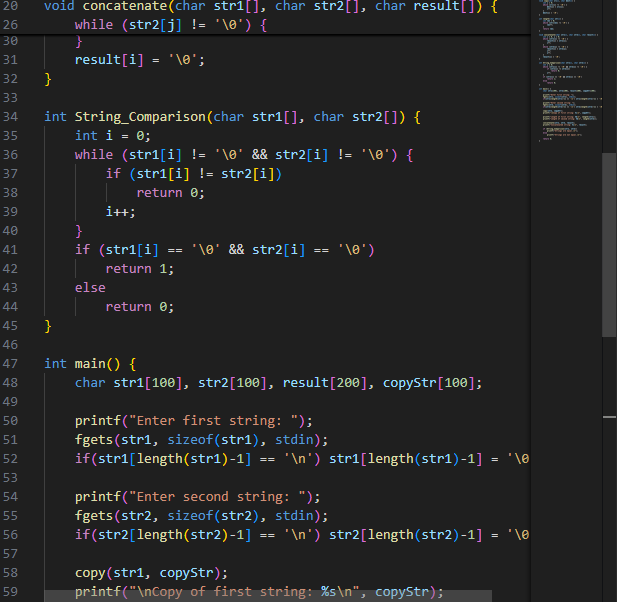 20 void concatenate(char str1[], char str2[], char result[]) {
26 while (str2[j] != '\0') {
30 }
31 result[i] = '\0';
32 }
33
34 int String_Comparison(char str1[], char str2[]) {
35 int i = 0;
36 while (str1[i] != '\0' && str2[i] != '\0') {
37 if (str1[i] != str2[i])
38 return 0;
39 i++;
40 }
41 if (str1[i] == '\0' && str2[i] == '\0')
42 return 1;
43 else
44 return 0;
45 }
46
47 int main() {
48 char str1[100], str2[100], result[200], copyStr[100];
49
50 printf("Enter first string: ");
51 fgets(str1, sizeof(str1), stdin);
52 if(str1[length(str1)-1] == '\n') str1[length(str1)-1] = '\0
53
54 printf("Enter second string: ");
55 fgets(str2, sizeof(str2), stdin);
56 if(str2[length(str2)-1] == '\n') str2[length(str2)-1] = '\0
57
58 copy(str1, copyStr);
59 printf("\nCopy of first string: %s\n", copyStr);